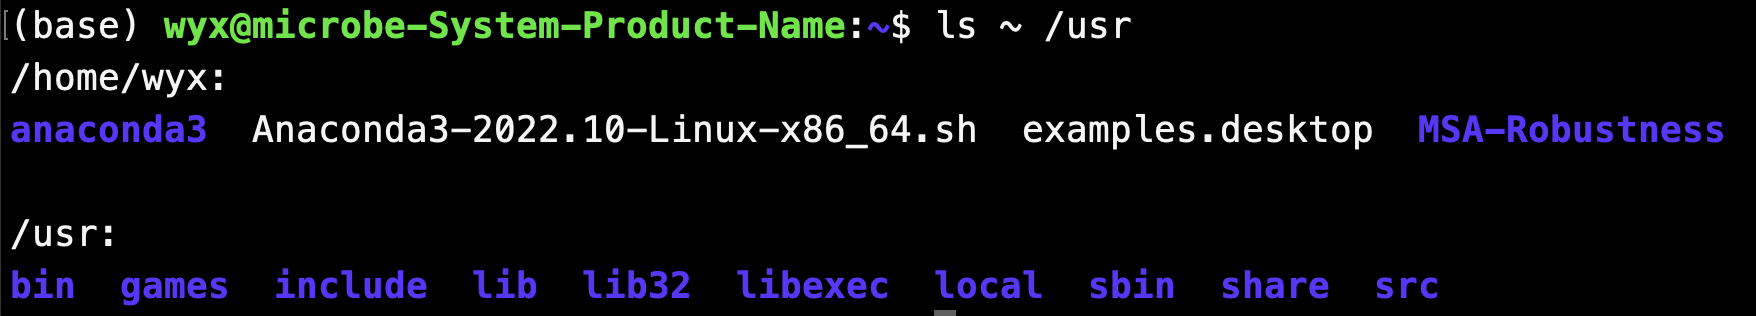 (base) wyx@microbe-System-Product-Name:~$ ls ~ /usr
/home/wyx:
anaconda3  Anaconda3-2022.10-Linux-x86_64.sh  examples.desktop  MSA-Robustness
/usr:
bin  games  include  lib  lib32  libexec  local  sbin  share  src